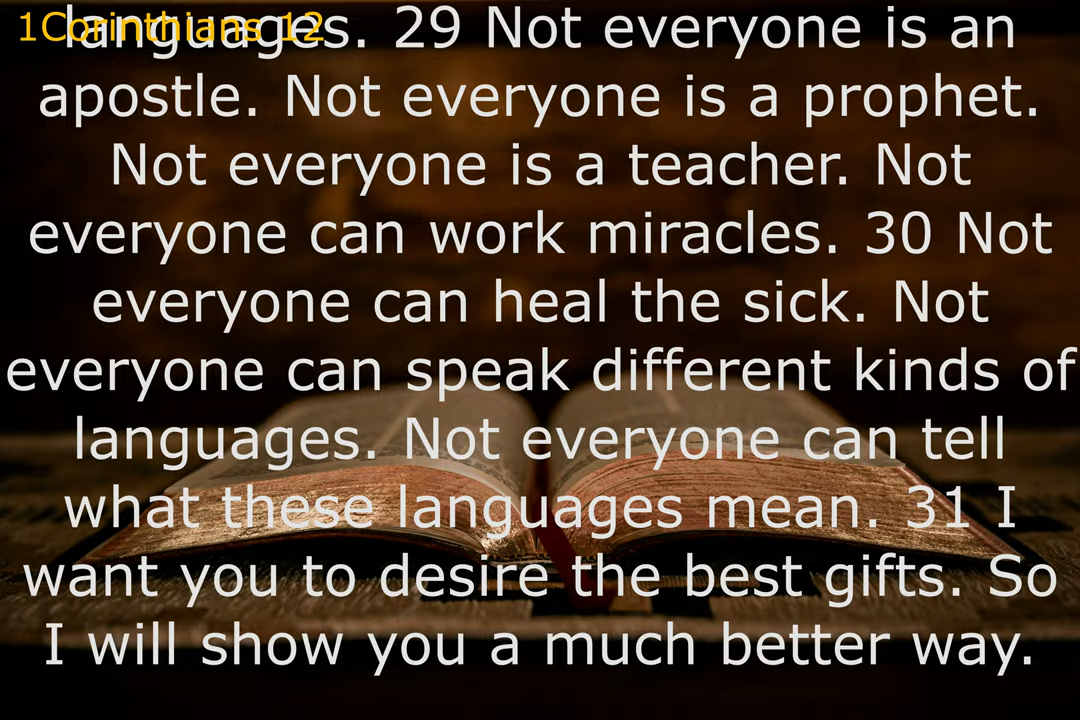 1Corinthians 12
languages. 29 Not everyone is an
apostle. Not everyone is a prophet.
Not everyone is a teacher. Not
everyone can work miracles. 30 Not
everyone can heal the sick. Not
everyone can speak different kinds of
languages. Not everyone can tell
what these languages mean. 31 I
want you to desire the best gifts. So
I will show you a much better way.